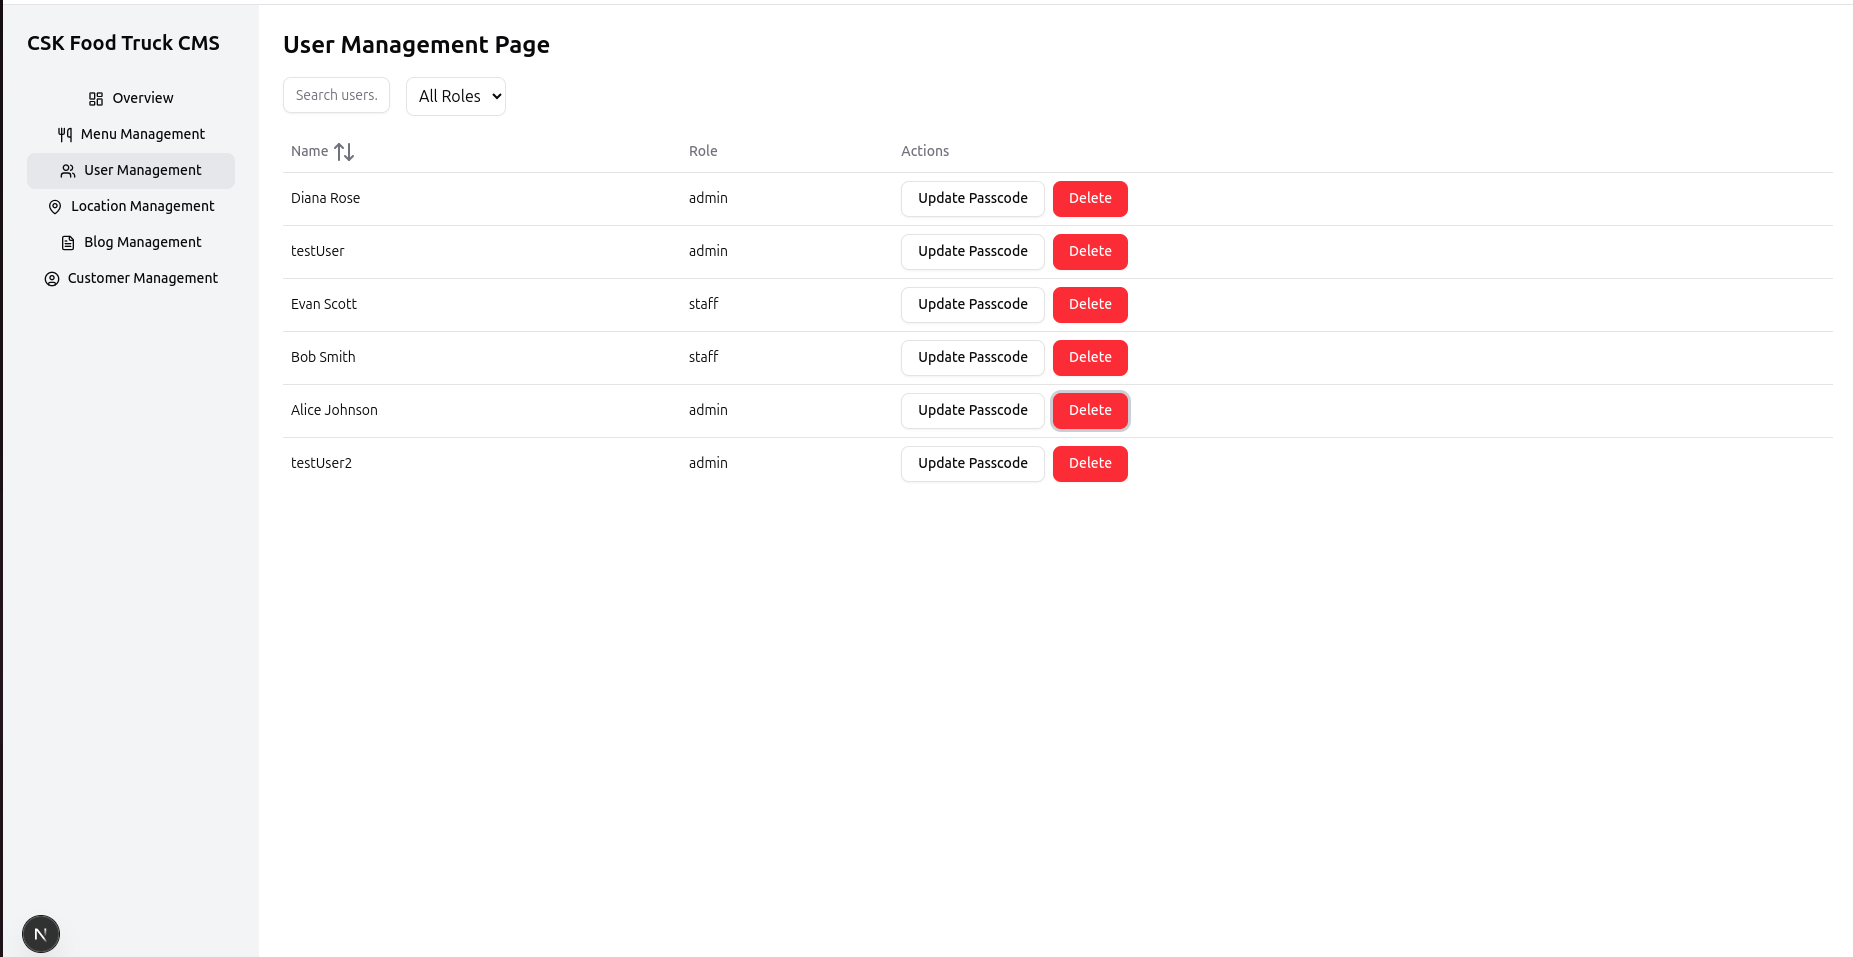 CSK Food Truck CMS
Overview
Menu Management
User Management
Location Management
Blog Management
Customer Management
User Management Page
Search users.
All Roles
Name Role Actions
Diana Rose admin Update Passcode Delete
testUser admin Update Passcode Delete
Evan Scott staff Update Passcode Delete
Bob Smith staff Update Passcode Delete
Alice Johnson admin Update Passcode Delete
testUser2 admin Update Passcode Delete
N